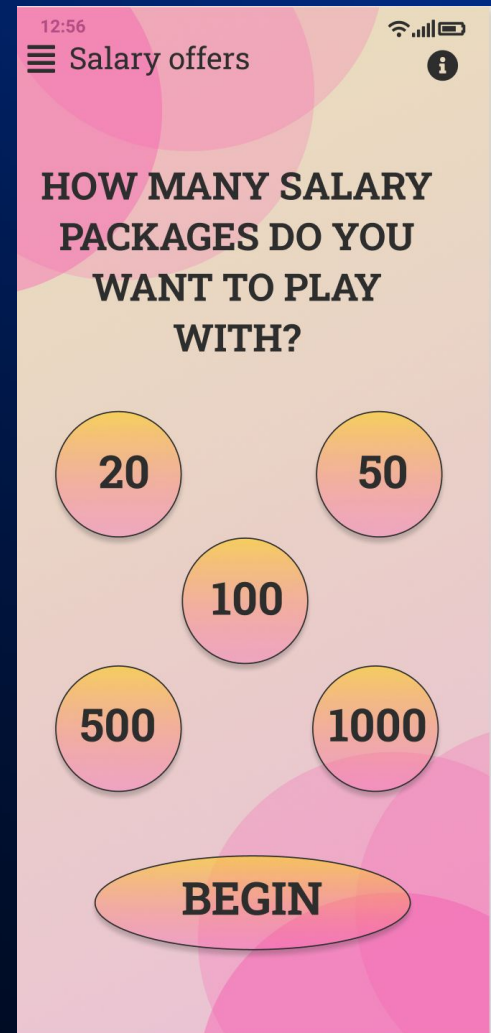 12:56
Salary offers
HOW MANY SALARY
PACKAGES DO YOU
WANT TO PLAY
WITH?
20
50
100
500
1000
BEGIN